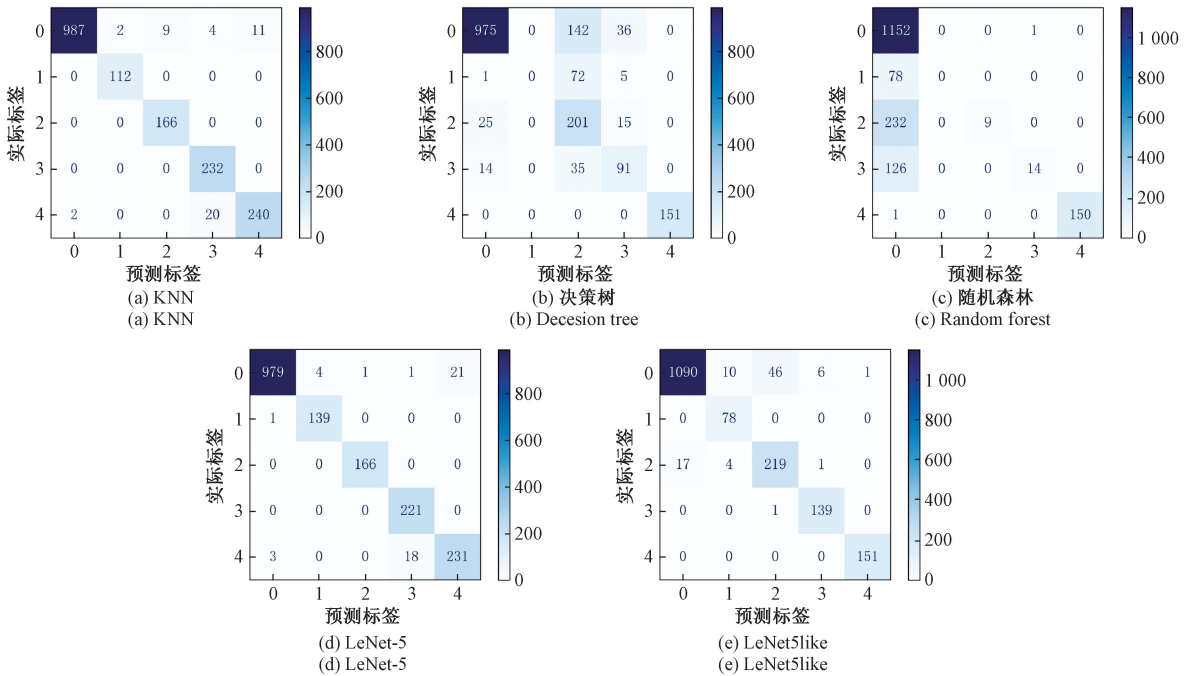 0 987 2 9 4 11
1 0 112 0 0 0
2 0 0 166 0 0
3 0 0 0 232 0
4 2 0 0 20 240
0 1 2 3 4
实际标签
预测标签
800
600
400
200
0
(a) KNN
(a) KNN
0 975 0 142 36 0
1 1 0 72 5 0
2 25 0 201 15 0
3 14 0 35 91 0
4 0 0 0 0 151
0 1 2 3 4
实际标签
预测标签
800
600
400
200
0
(b) 决策树
(b) Decesion tree
0 1152 0 0 1 0
1 78 0 0 0 0
2 232 0 9 0 0
3 126 0 0 14 0
4 1 0 0 0 150
0 1 2 3 4
实际标签
预测标签
1 000
800
600
400
200
0
(c) 随机森林
(c) Random forest
0 979 4 1 1 21
1 1 139 0 0 0
2 0 0 166 0 0
3 0 0 0 221 0
4 3 0 0 18 231
0 1 2 3 4
实际标签
预测标签
800
600
400
200
0
(d) LeNet-5
(d) LeNet-5
0 1090 10 46 6 1
1 0 78 0 0 0
2 17 4 219 1 0
3 0 0 1 139 0
4 0 0 0 0 151
0 1 2 3 4
实际标签
预测标签
1 000
800
600
400
200
0
(e) LeNet5like
(e) LeNet5like